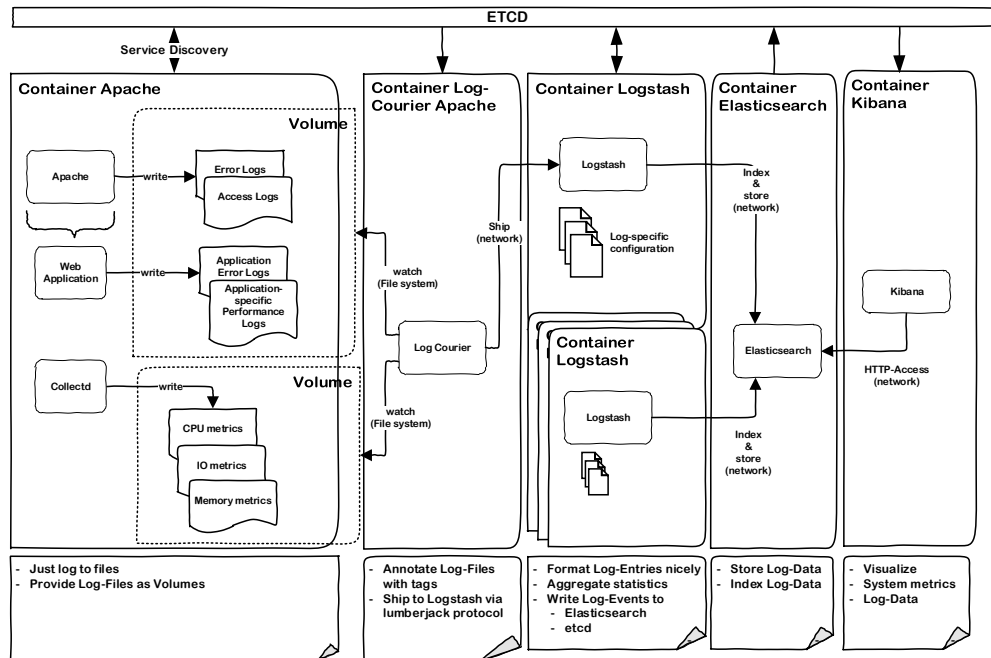 ETCD
Service Discovery
Container Apache
Volume
Apache
write
Error Logs
Access Logs
Web
Application
write
Application
Error Logs
Application-
specific
Performance
Logs
Volume
Collectd
write
CPU metrics
IO metrics
Memory metrics
Container Log-
Courier Apache
watch
(File system)
Log Courier
watch
(File system)
Ship
(network)
Container Logstash
Logstash
Log-specific
configuration
Container
Logstash
Logstash
Container
Elasticsearch
Index
&
store
(network)
Elasticsearch
Index
&
store
(network)
Container
Kibana
Kibana
HTTP-Access
(network)
- Just log to files
- Provide Log-Files as Volumes
- Annotate Log-Files
with tags
- Ship to Logstash via
lumberjack protocol
- Format Log-Entries nicely
- Aggregate statistics
- Write Log-Events to
- Elasticsearch
- etcd
- Store Log-Data
- Index Log-Data
- Visualize
- System metrics
- Log-Data